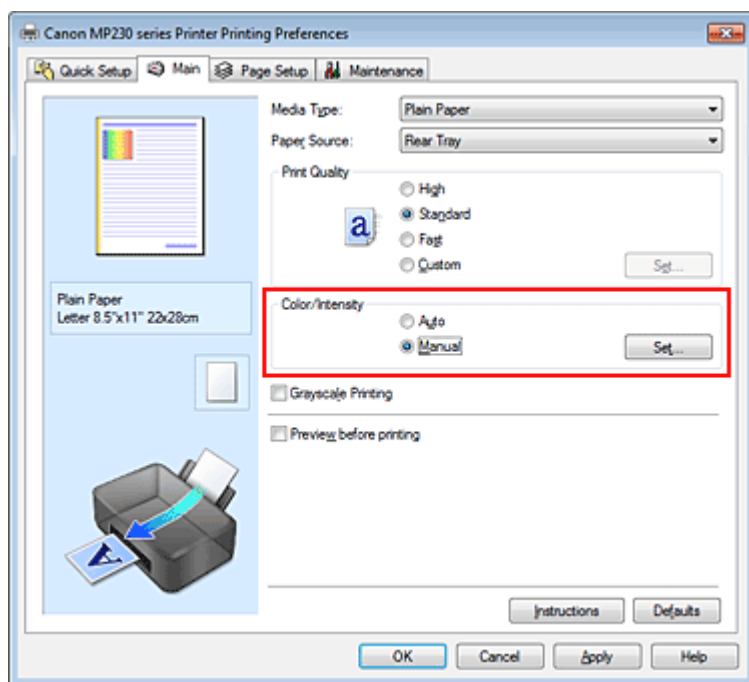 Canon MP230 series Printer Printing Preferences
Quick Setup Main Page Setup Maintenance
Media Type: Plain Paper
Paper Source: Rear Tray
Print Quality
High
a Standard
Fast
Custom Set...
Plain Paper
Letter 8.5"x11" 22x28cm
Color/Intensity
Auto
Manual Set...
Grayscale Printing
Preview before printing
A
Instructions Defaults
OK Cancel Apply Help